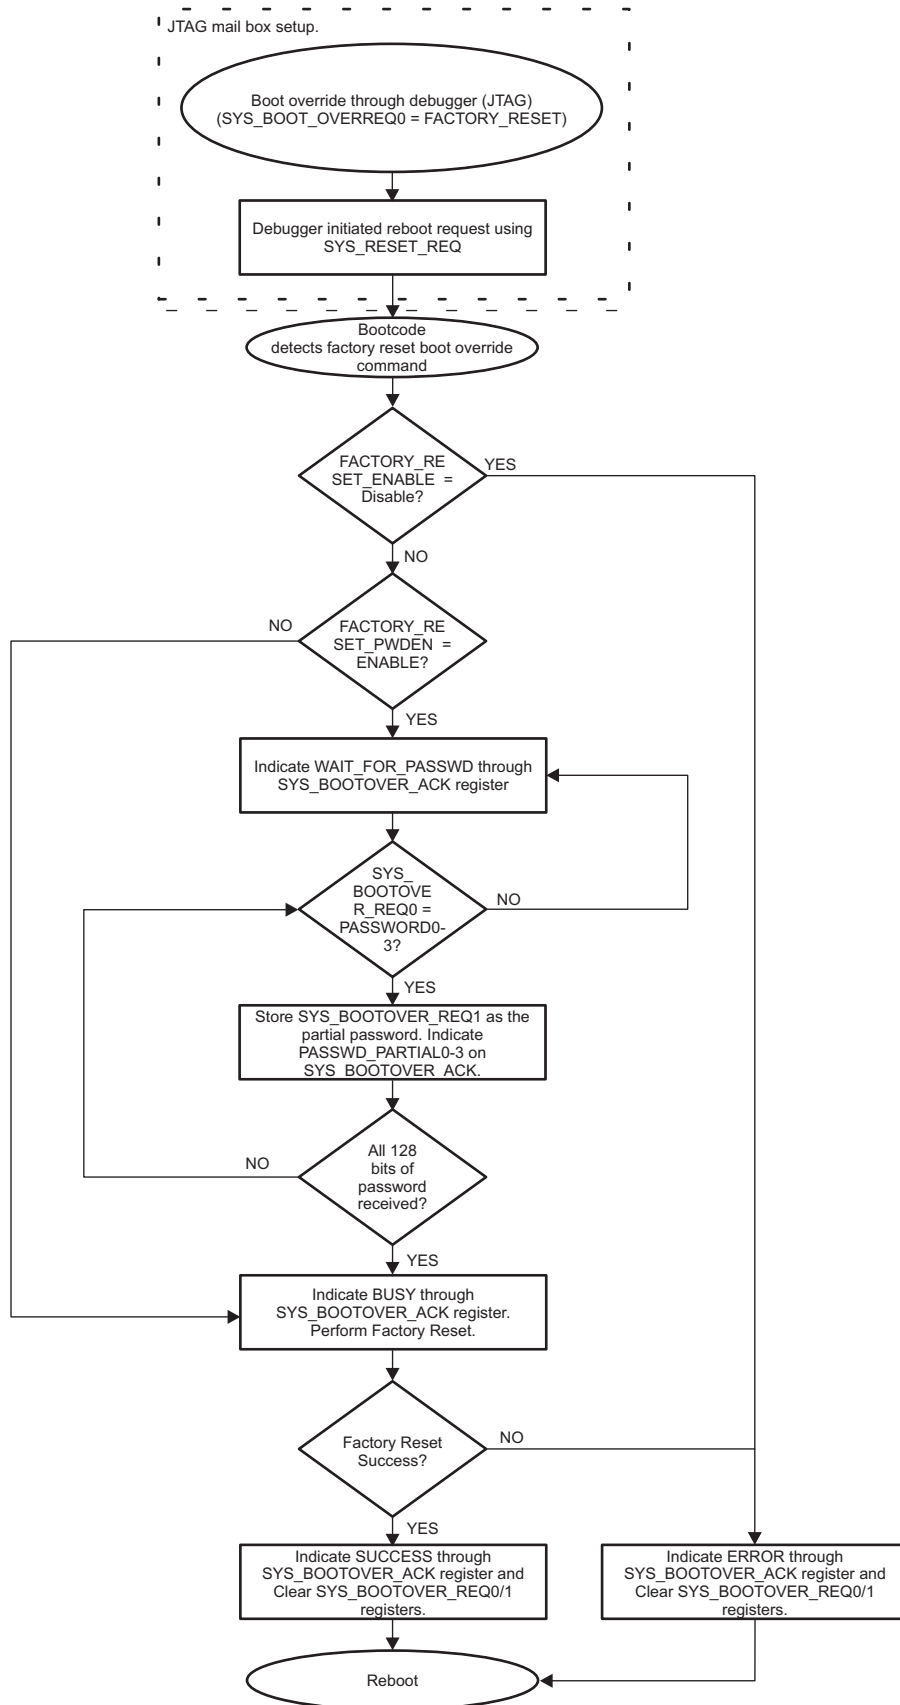 JTAG mail box setup.
Boot override through debugger (JTAG)
(SYS_BOOT_OVERREQ0 = FACTORY_RESET)
Debugger initiated reboot request using
SYS_RESET_REQ
Bootcode
detects factory reset boot override
command
FACTORY_RE
SET_ENABLE =
Disable?
YES
NO
FACTORY_RE
SET_PWDEN =
ENABLE?
NO
YES
Indicate WAIT_FOR_PASSWD through
SYS_BOOTOVER_ACK register
SYS_
BOOTOVE
R_REQ0 =
PASSWORD0-
3?
NO
YES
Store SYS_BOOTOVER_REQ1 as the
partial password. Indicate
PASSWD_PARTIAL0-3 on
SYS_BOOTOVER_ACK.
All 128
bits of
password
received?
NO
YES
Indicate BUSY through
SYS_BOOTOVER_ACK register.
Perform Factory Reset.
Factory Reset
Success?
NO
YES
Indicate SUCCESS through
SYS_BOOTOVER_ACK register and
Clear SYS_BOOTOVER_REQ0/1
registers.
Indicate ERROR through
SYS_BOOTOVER_ACK register and
Clear SYS_BOOTOVER_REQ0/1
registers.
Reboot